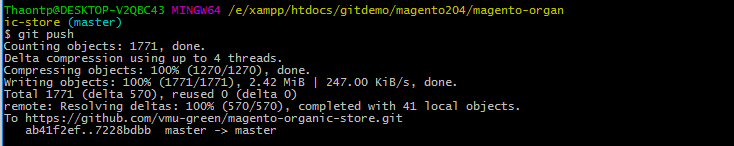 Thaontp@DESKTOP-V2QBC43 MINGW64 /e/xampp/htdocs/gitdemo/magento204/magento-organ
ic-store (master)
$ git push
Counting objects: 1771, done.
Delta compression using up to 4 threads.
Compressing objects: 100% (1270/1270), done.
Writing objects: 100% (1771/1771), 2.42 MiB | 247.00 KiB/s, done.
Total 1771 (delta 570), reused 0 (delta 0)
remote: Resolving deltas: 100% (570/570), completed with 41 local objects.
To https://github.com/vmu-green/magento-organic-store.git
   ab41f2ef..7228bdbb  master -> master